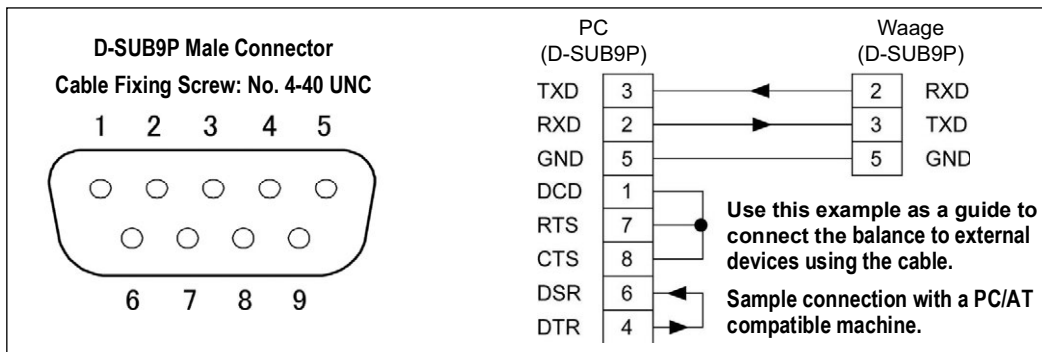 D-SUB9P Male Connector
Cable Fixing Screw: No. 4-40 UNC
1 2 3 4 5
6 7 8 9
PC Waage
(D-SUB9P) (D-SUB9P)
TXD 3 2 RXD
RXD 2 3 TXD
GND 5 5 GND
DCD 1
RTS 7
CTS 8
DSR 6
DTR 4
Use this example as a guide to
connect the balance to external
devices using the cable.
Sample connection with a PC/AT
compatible machine.